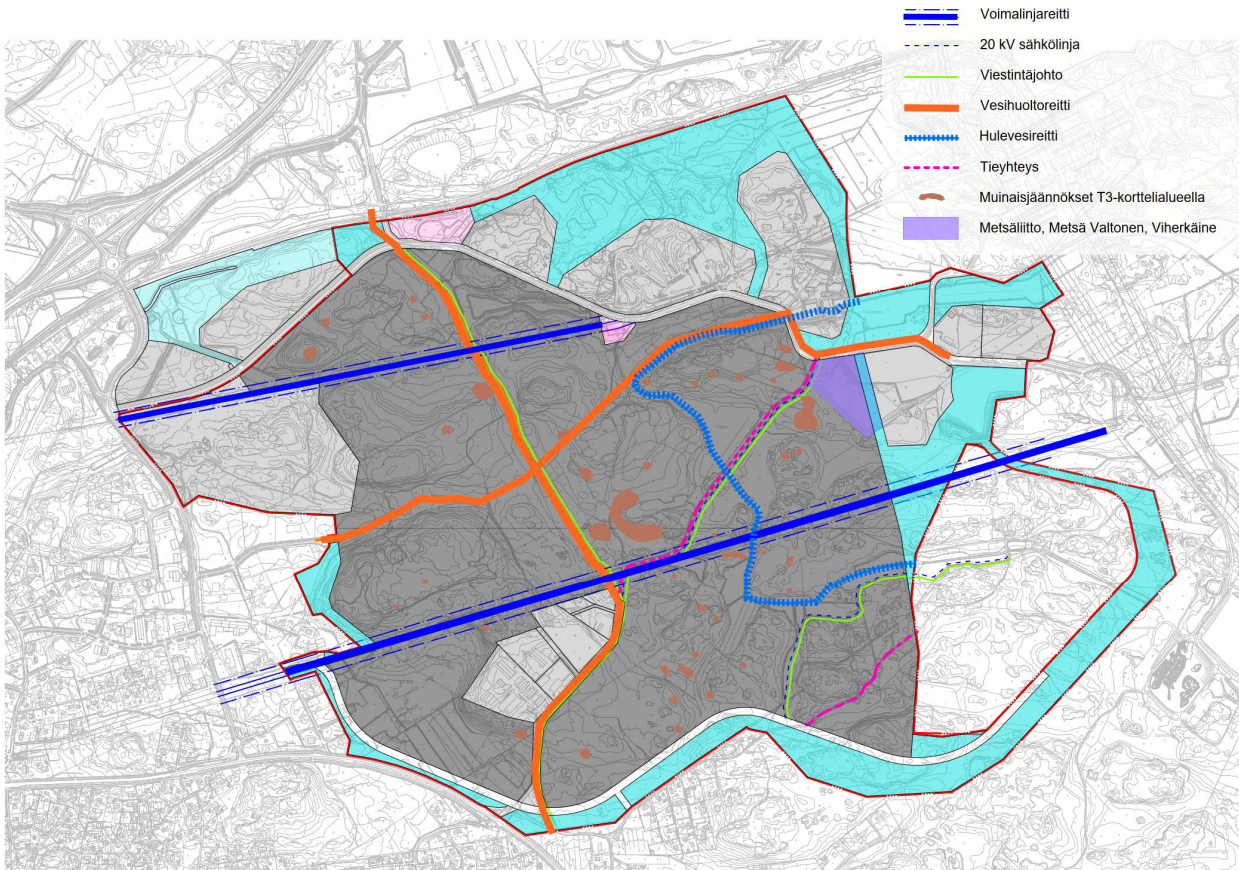 Voimalinjareitti
20 kV sähkölinja
Viestintäjohto
Vesihuoltoreitti
Hulevesireitti
Tieyhteys
Muinaisjäännökset T3-korttelialueella
Metsäliitto, Metsä Valtonen, Viherkäine